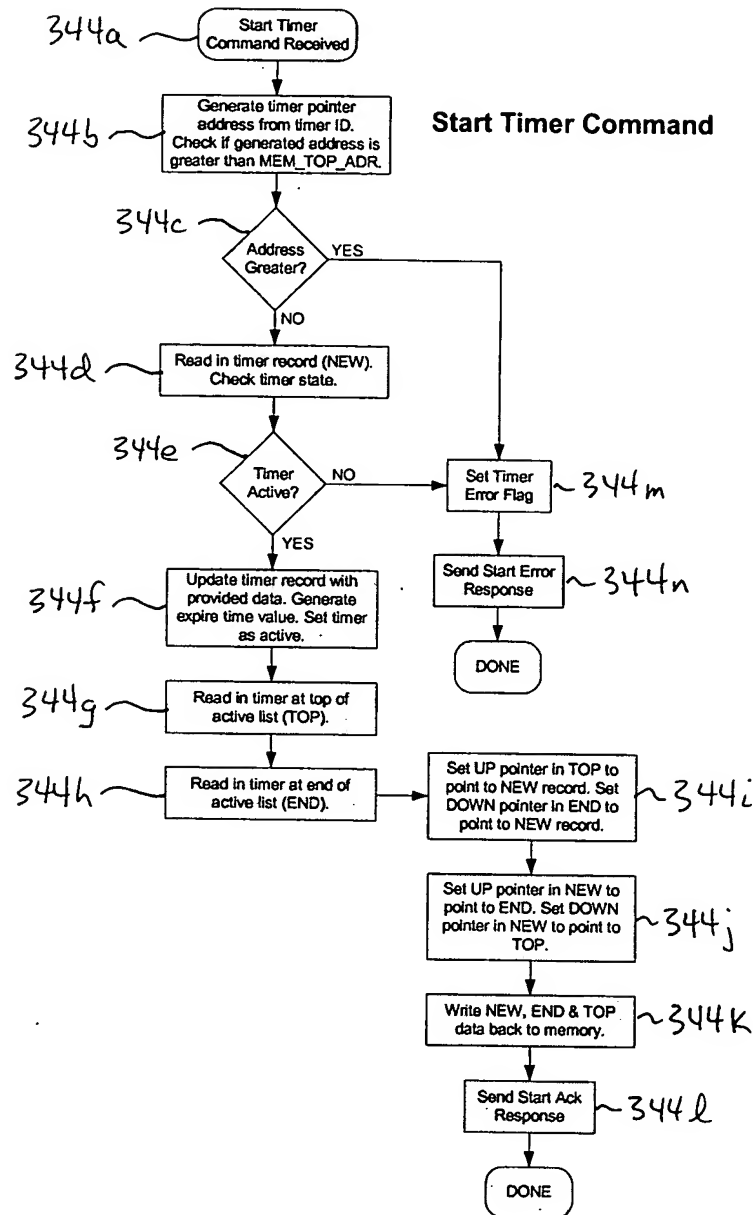 344a
Start Timer
Command Received
344b
Generate timer pointer
address from timer ID.
Check if generated address is
greater than MEM_TOP_ADR.
Start Timer Command
344c
Address
Greater?
YES
NO
344d
Read in timer record (NEW).
Check timer state.
344e
Timer
Active?
NO
YES
Set Timer
Error Flag
344m
344f
Update timer record with
provided data. Generate
expire time value. Set timer
as active.
Send Start Error
Response
344n
DONE
344g
Read in timer at top of
active list (TOP).
344h
Read in timer at end of
active list (END).
Set UP pointer in TOP to
point to NEW record. Set
DOWN pointer in END to
point to NEW record.
344i
Set UP pointer in NEW to
point to END. Set DOWN
pointer in NEW to point to
TOP.
344j
Write NEW, END & TOP
data back to memory.
344k
Send Start Ack
Response
344l
DONE